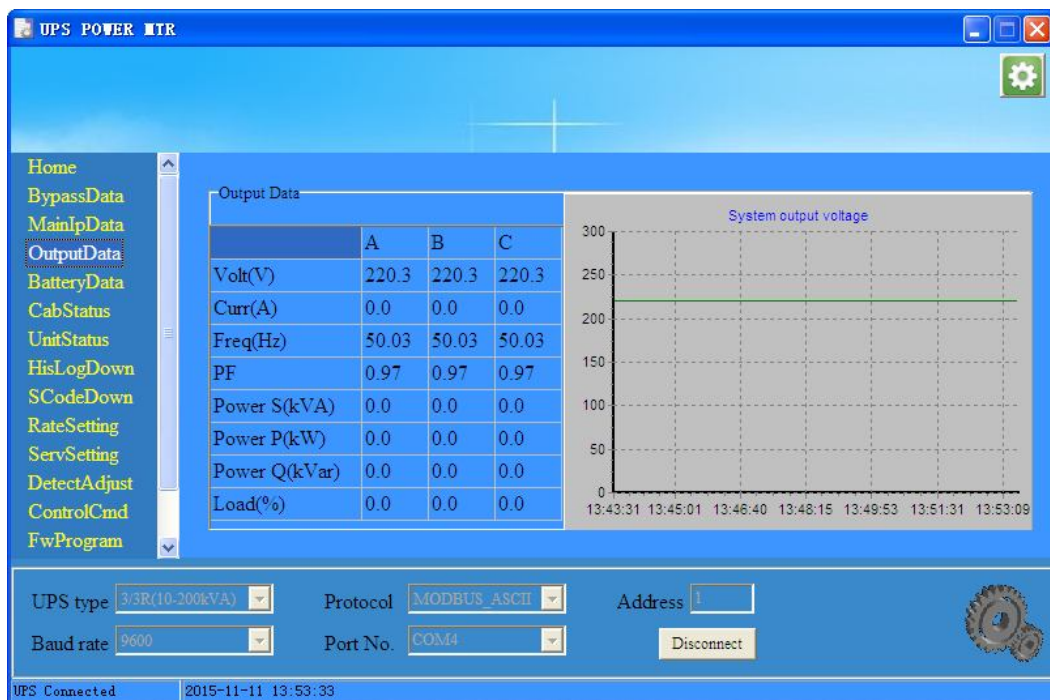 UPS POWER MTR
Home
BypassData
MainIpData
OutputData
BatteryData
CabStatus
UnitStatus
HisLogDown
SCodeDown
RateSetting
ServSetting
DetectAdjust
ControlCmd
FwProgram
Output Data
A B C
Volt(V) 220.3 220.3 220.3
Curr(A) 0.0 0.0 0.0
Freq(Hz) 50.03 50.03 50.03
PF 0.97 0.97 0.97
Power S(kVA) 0.0 0.0 0.0
Power P(kW) 0.0 0.0 0.0
Power Q(kVar) 0.0 0.0 0.0
Load(%) 0.0 0.0 0.0
System output voltage
300
250
200
150
100
50
0
13:43:31 13:45:01 13:46:40 13:48:15 13:49:53 13:51:31 13:53:09
UPS type 3/3R(10-200kVA) Protocol MODBUS_ASCII Address 1
Baud rate 9600 Port No. COM4 Disconnect
UPS Connected 2015-11-11 13:53:33